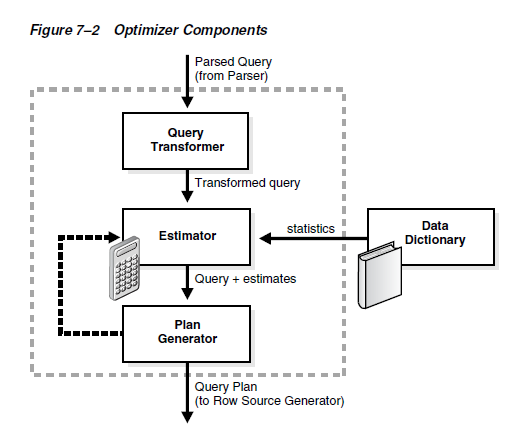 Figure 7–2 Optimizer Components
Parsed Query
(from Parser)
Query
Transformer
Transformed query
Estimator
statistics
Data
Dictionary
Query + estimates
Plan
Generator
Query Plan
(to Row Source Generator)